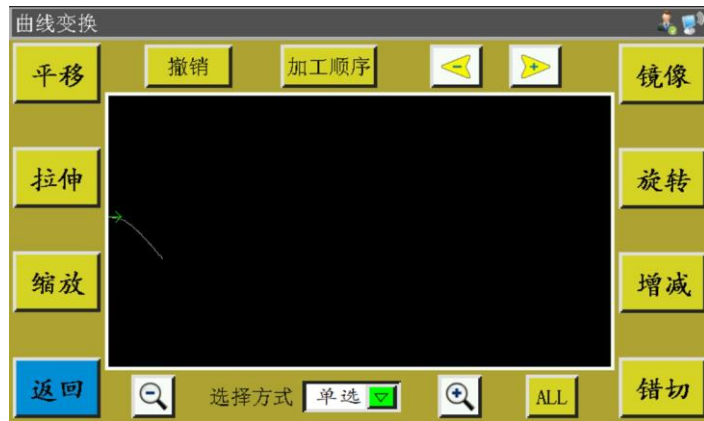 曲线变换
平移
撤销
加工顺序
-
+
镜像
拉伸
旋转
缩放
增减
返回
选择方式
单选
ALL
错切